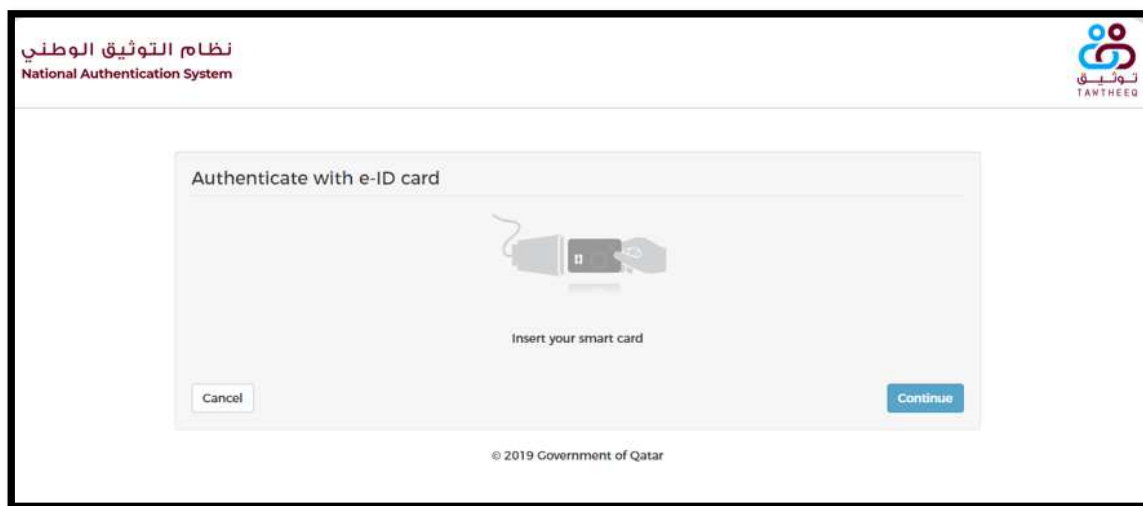 نظام التوثيق الوطني
National Authentication System
توثيق
TAWTHEEQ
Authenticate with e-ID card
Insert your smart card
Cancel
Continue
© 2019 Government of Qatar